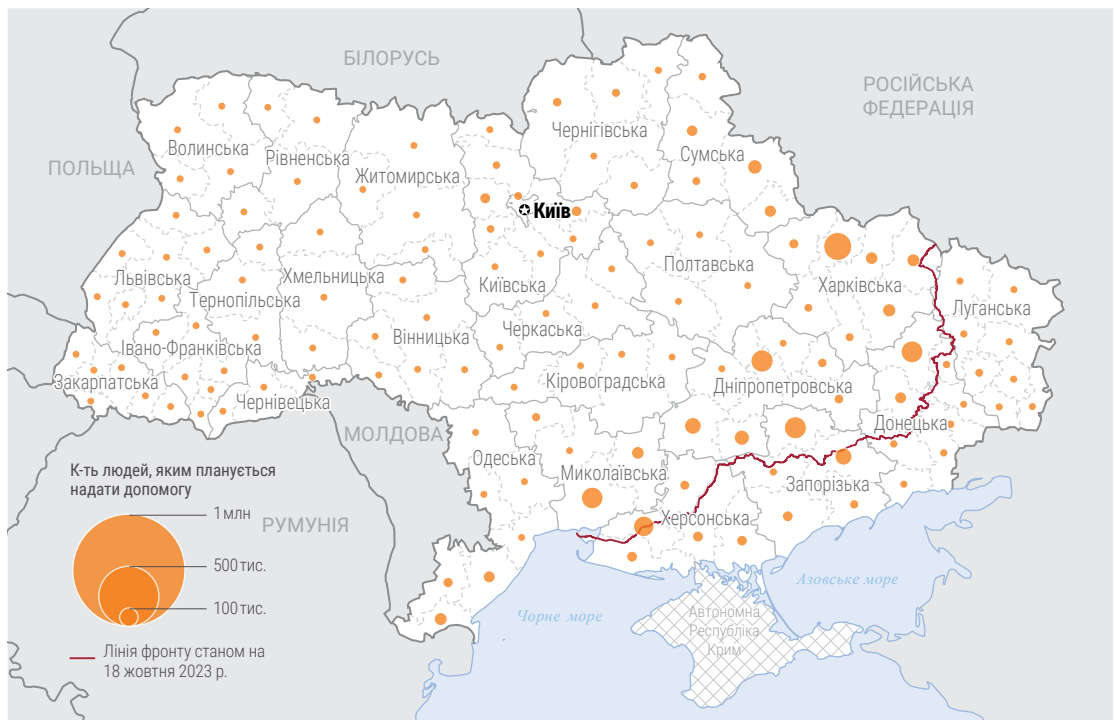 БІЛОРУСЬ
РОСІЙСЬКА
ФЕДЕРАЦІЯ
ПОЛЬЩА
Волинська
Рівненська
Житомирська
Чернігівська
Сумська
Київ
Львівська
Тернопільська
Хмельницька
Київська
Полтавська
Харківська
Луганська
Івано-Франківська
Закарпатська
Чернівецька
Вінницька
Черкаська
Кіровоградська
Дніпропетровська
Донецька
МОЛДОВА
Одеська
Миколаївська
Запорізька
Херсонська
РУМУНІЯ
К-ть людей, яким планується
надати допомогу
1 млн
500 тис.
100 тис.
Лінія фронту станом на
18 жовтня 2023 р.
Чорне море
Азовське море
Автономна
Республіка
Крим